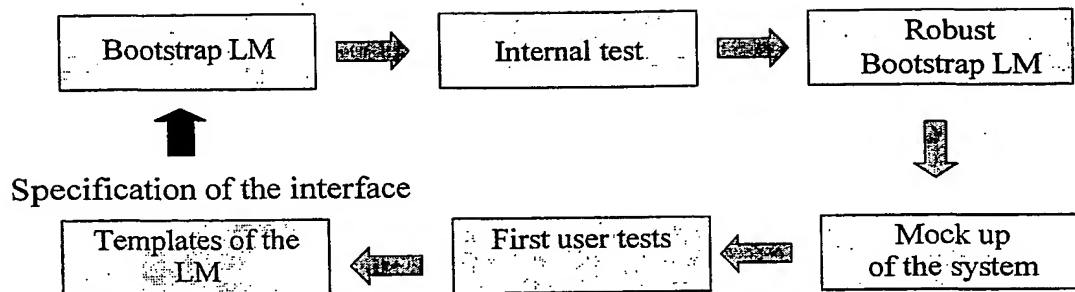 Bootstrap LM
Internal test
Robust
Bootstrap LM
Specification of the interface
Templates of the
LM
First user tests
Mock up
of the system